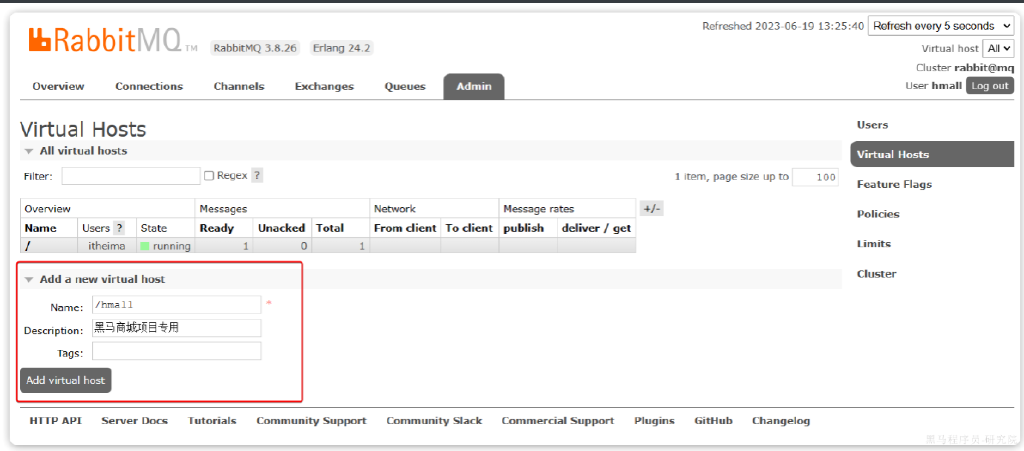 Refreshed 2023-06-19 13:25:40 Refresh every 5 seconds
RabbitMQ TM RabbitMQ 3.8.26 Erlang 24.2
Virtual host All
Cluster rabbit@mq
User hmall Log out
Overview Connections Channels Exchanges Queues Admin
Users
Virtual Hosts
Feature Flags
Policies
Limits
Cluster
Virtual Hosts
All virtual hosts
Filter: Regex ? 1 item, page size up to 100
Overview Messages Network Message rates +/-
Name Users ? State Ready Unacked Total From client To client publish deliver / get
/ itheima running 1 0 1
Add a new virtual host
Name: /hmall *
Description: 黑马商城项目专用
Tags:
Add virtual host
HTTP API Server Docs Tutorials Community Support Community Slack Commercial Support Plugins GitHub Changelog
黑马程序员-研究院